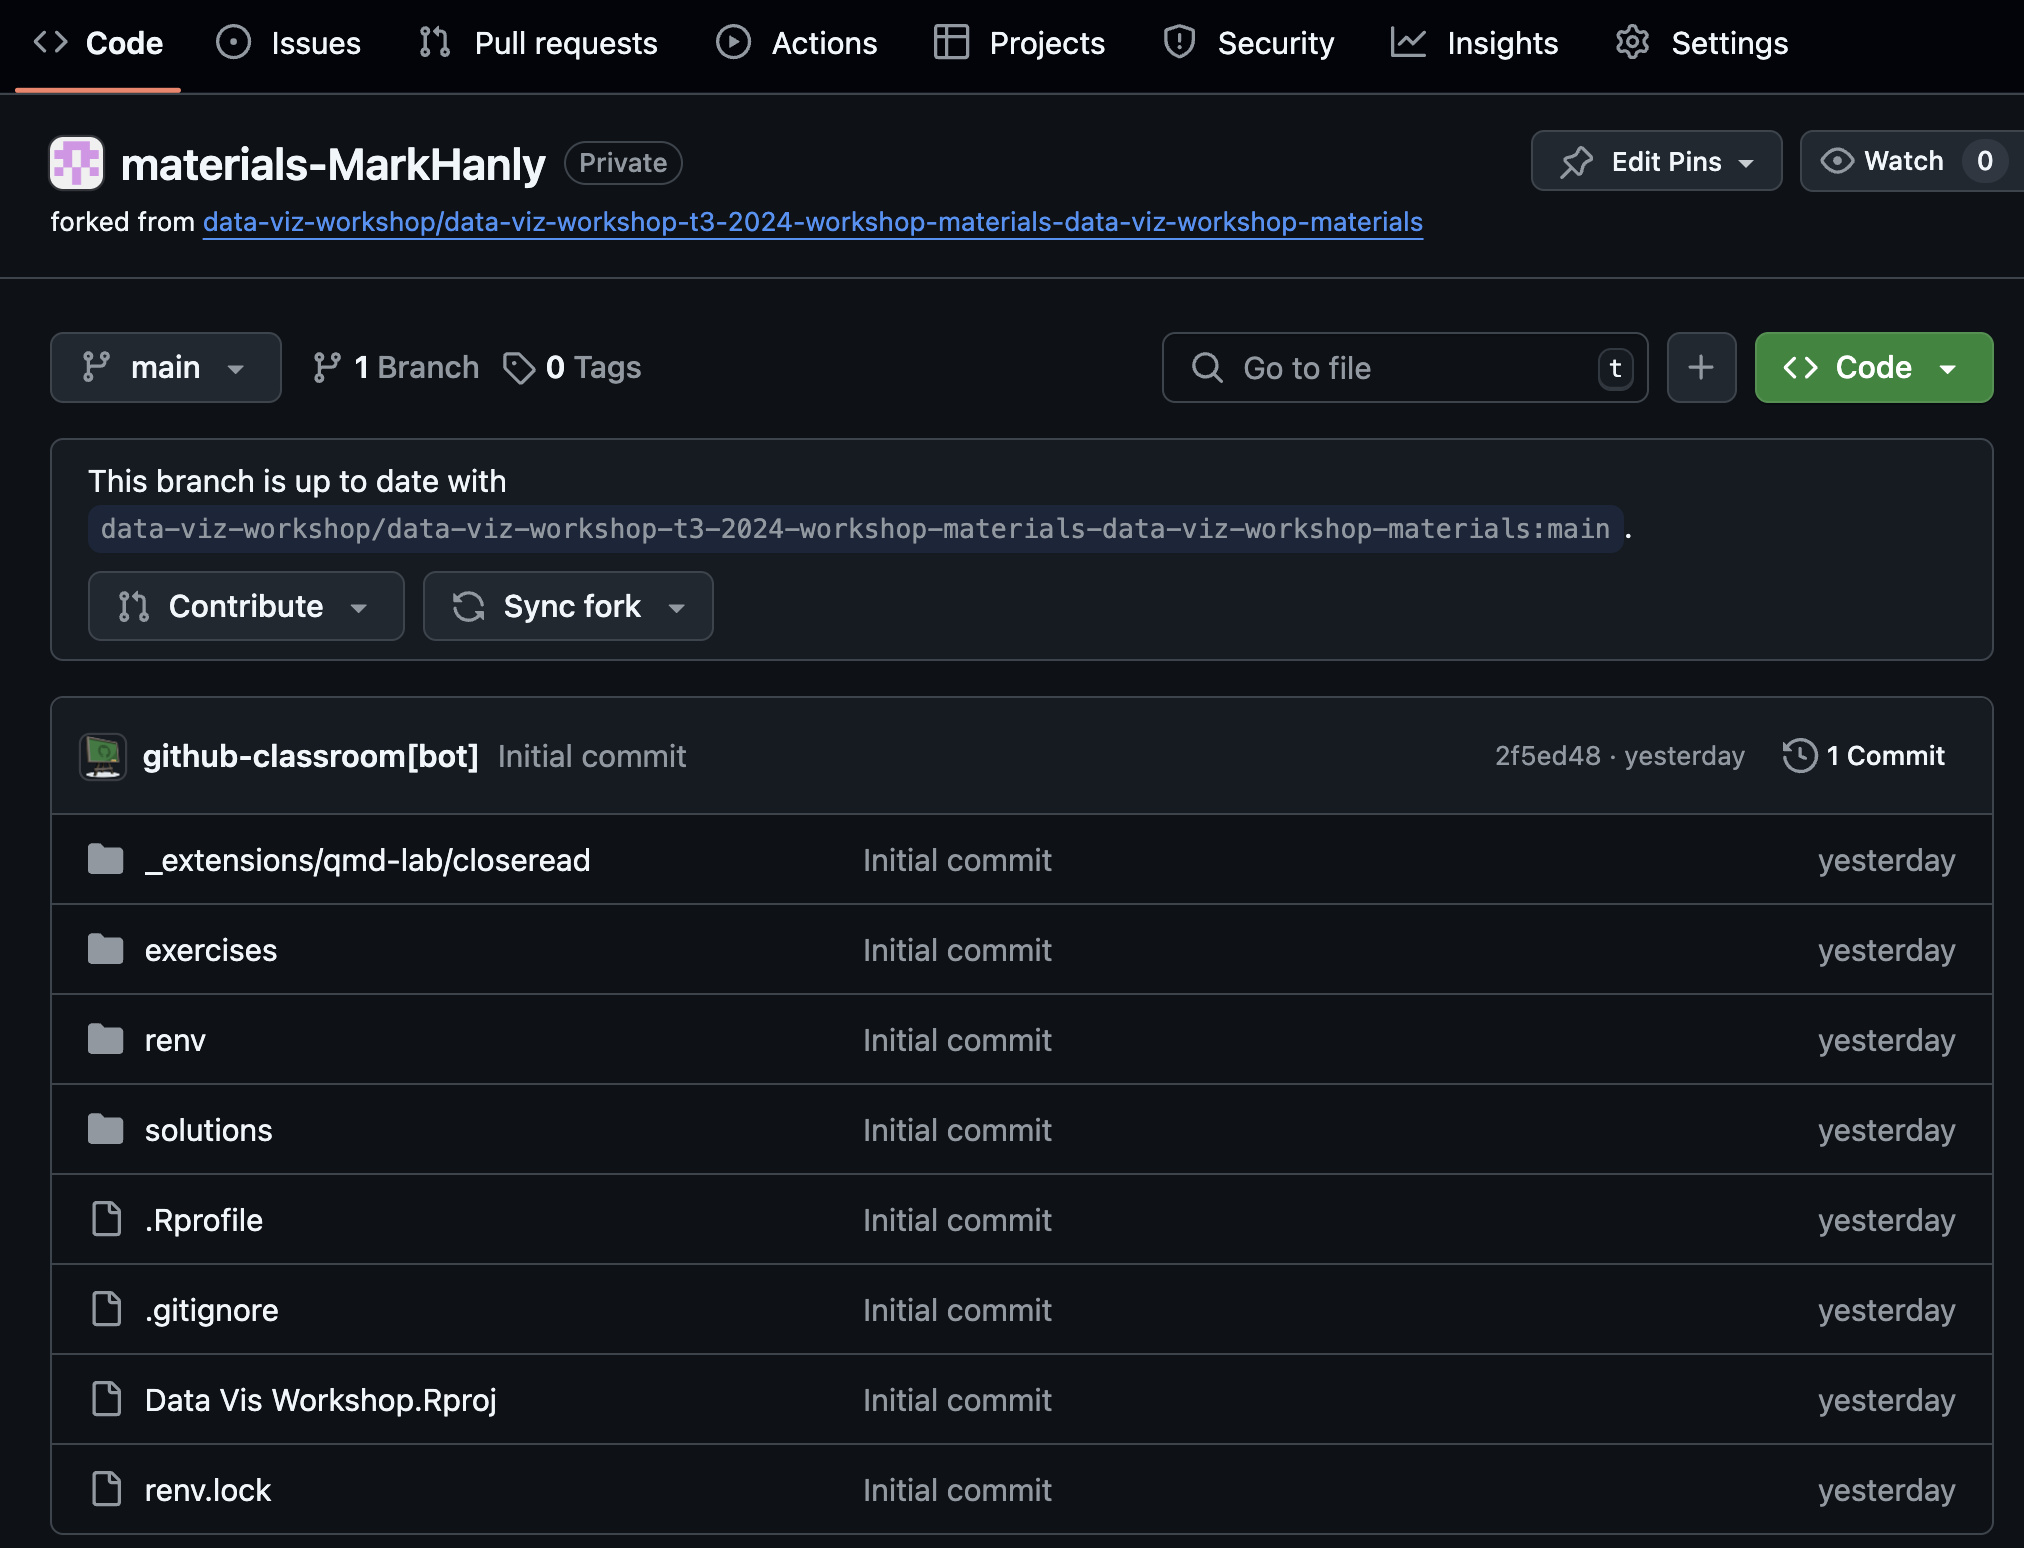 Code Issues Pull requests Actions Projects Security Insights Settings
materials-MarkHanly Private Edit Pins Watch 0
forked from data-viz-workshop/data-viz-workshop-t3-2024-workshop-materials-data-viz-workshop-materials
main 1 Branch 0 Tags Go to file t Code
This branch is up to date with
data-viz-workshop/data-viz-workshop-t3-2024-workshop-materials-data-viz-workshop-materials:main .
Contribute Sync fork
github-classroom[bot] Initial commit 2f5ed48 · yesterday 1 Commit
_extensions/qmd-lab/closeread Initial commit yesterday
exercises Initial commit yesterday
renv Initial commit yesterday
solutions Initial commit yesterday
.Rprofile Initial commit yesterday
.gitignore Initial commit yesterday
Data Vis Workshop.Rproj Initial commit yesterday
renv.lock Initial commit yesterday